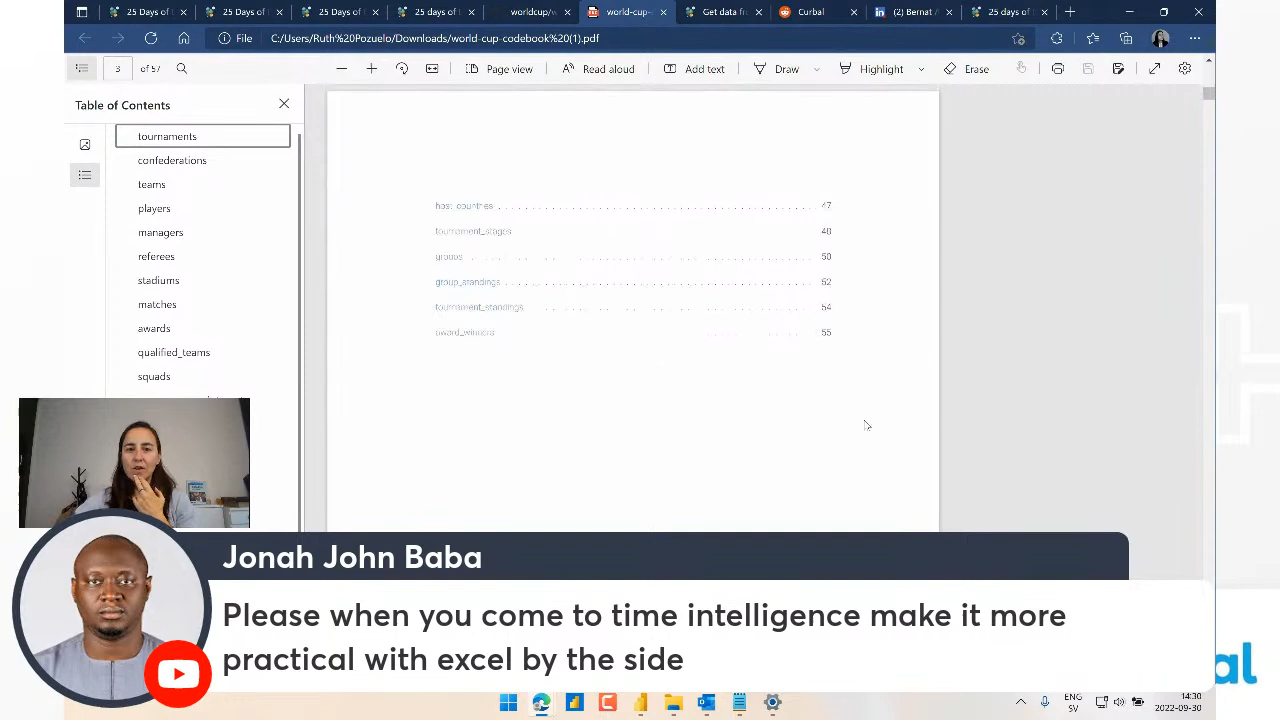 25 Days of
25 Days of
25 Days of
25 days of
worldcup/w
world-cup-
Get data fr
Curbal
(2) Bernat A
25 days of
File
C:/Users/Ruth%20Pozuelo/Downloads/world-cup-codebook%20(1).pdf
3 of 57
Page view
Read aloud
Add text
Draw
Highlight
Erase
Table of Contents
tournaments
confederations
teams
players
managers
referees
stadiums
matches
awards
qualified_teams
squads
host_countries 47
tournament_stages 48
groups 50
group_standings 52
tournament_standings 54
award_winners 55
Jonah John Baba
Please when you come to time intelligence make it more
practical with excel by the side
al
ENG
SV
14:30
2022-09-30